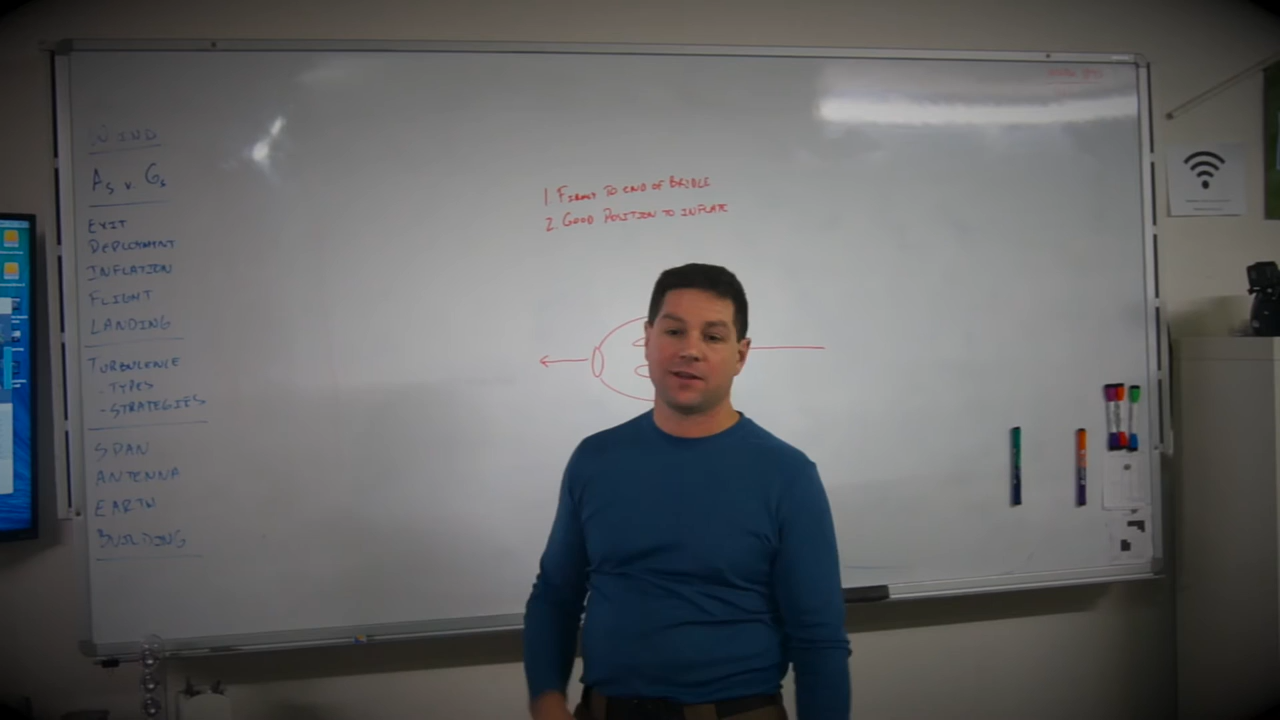 WIND
As v. Gs
EXIT
DEPLOYMENT
INFLATION
FLIGHT
LANDING
TURBULENCE
- TYPES
- STRATEGIES
SPAN
ANTENNA
EARTH
BUILDING
1 FINAL TO END OF BRIDLE
2. GOOD POSITION TO INFLATE